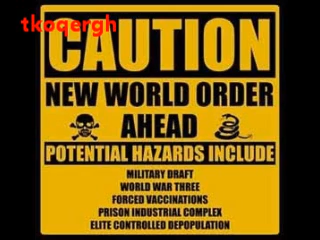 tkoqergh
CAUTION
NEW WORLD ORDER
AHEAD
POTENTIAL HAZARDS INCLUDE
MILITARY DRAFT
WORLD WAR THREE
FORCED VACCINATIONS
PRISON INDUSTRIAL COMPLEX
ELITE CONTROLLED DEPOPULATION